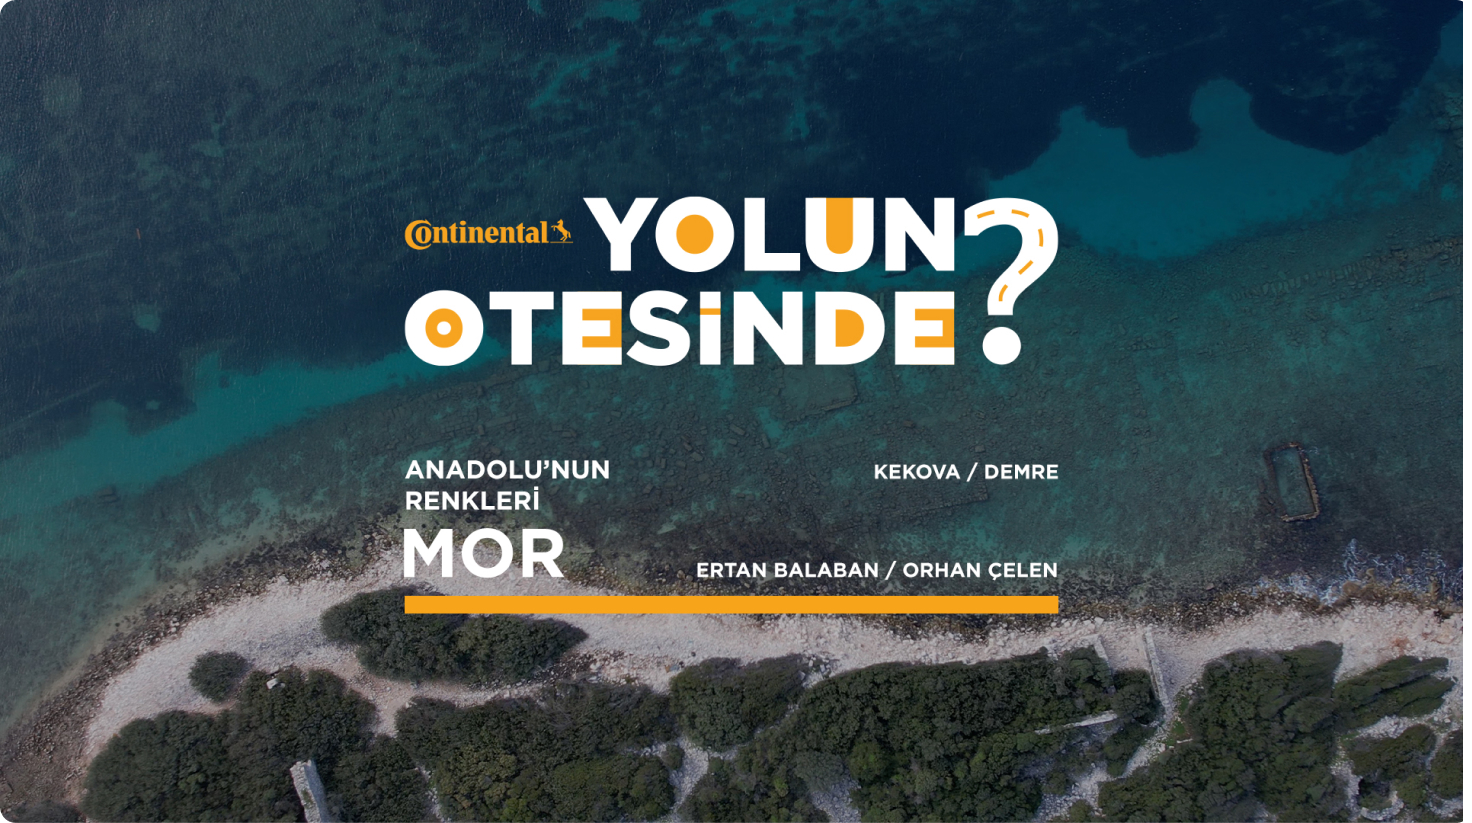 Continental
YOLUN
OTESİNDE?
ANADOLU’NUN
RENKLERİ
MOR
KEKOVA / DEMRE
ERTAN BALABAN / ORHAN ÇELEN